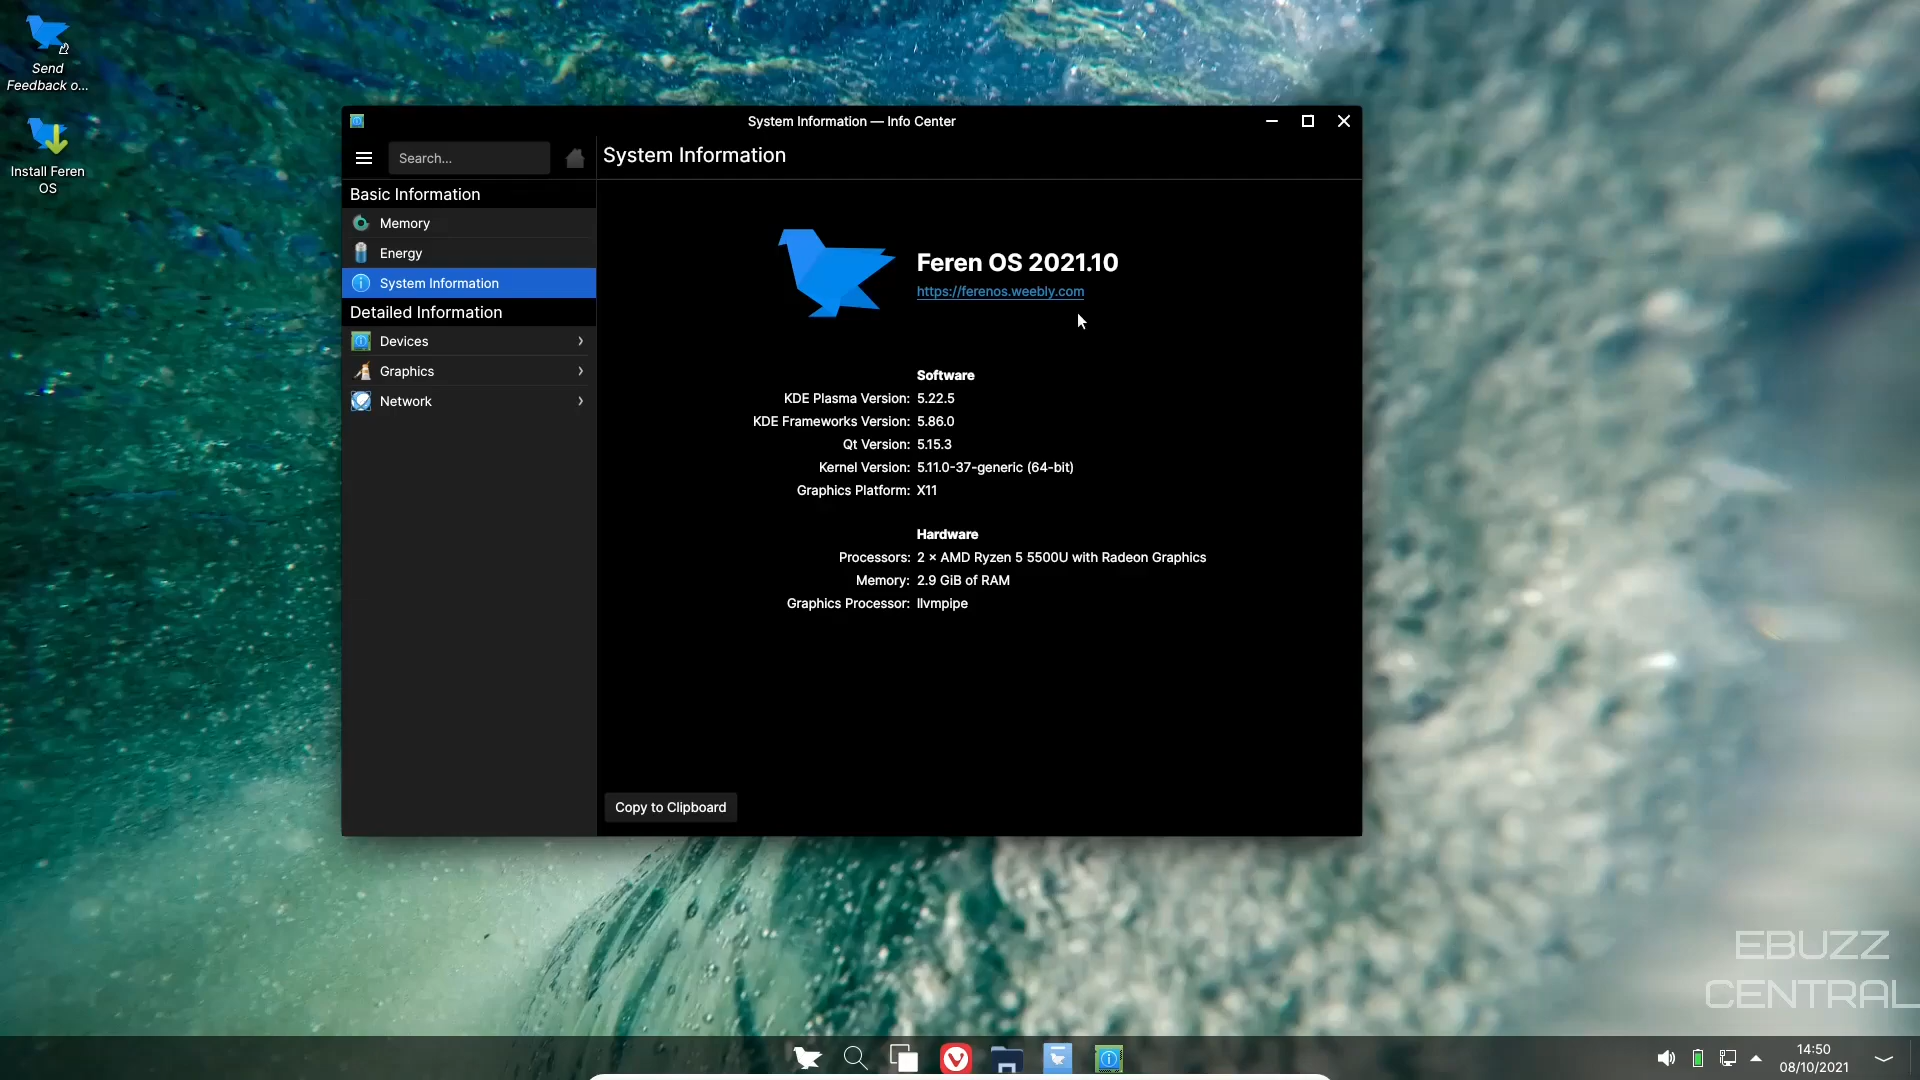 Send
Feedback o...
Install Feren
OS
System Information — Info Center
Search...
System Information
Basic Information
Memory
Energy
System Information
Detailed Information
Devices
Graphics
Network
Feren OS 2021.10
https://ferenos.weebly.com
Software
KDE Plasma Version: 5.22.5
KDE Frameworks Version: 5.86.0
Qt Version: 5.15.3
Kernel Version: 5.11.0-37-generic (64-bit)
Graphics Platform: X11
Hardware
Processors: 2 × AMD Ryzen 5 5500U with Radeon Graphics
Memory: 2.9 GiB of RAM
Graphics Processor: llvmpipe
Copy to Clipboard
EBUZZ
CENTRAL
14:50
08/10/2021